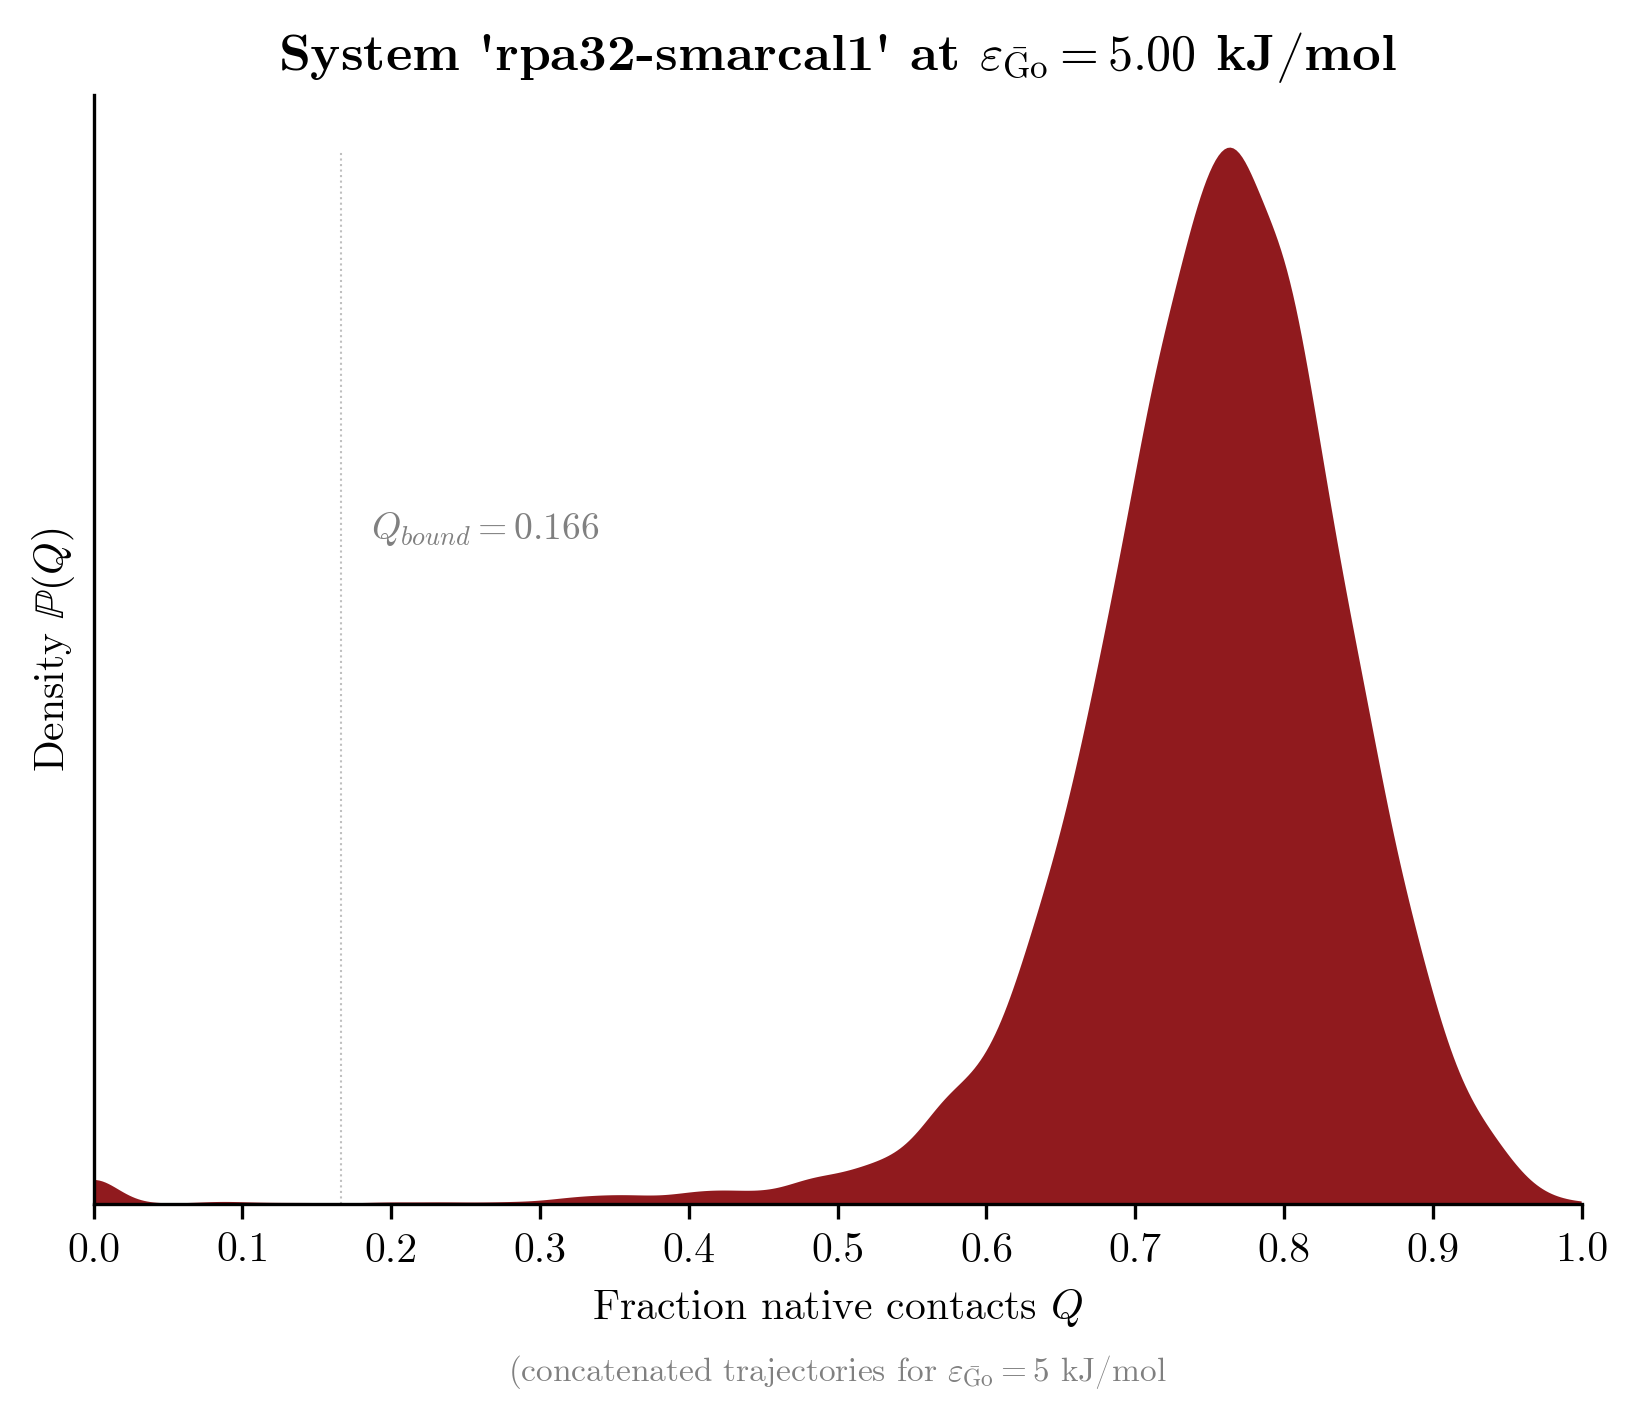 System 'rpa32-smarcal1' at ε_Ḡo = 5.00 kJ/mol
Q_bound = 0.166
Density ℙ(Q)
0.0 0.1 0.2 0.3 0.4 0.5 0.6 0.7 0.8 0.9 1.0
Fraction native contacts Q
(concatenated trajectories for ε_Ḡo = 5 kJ/mol